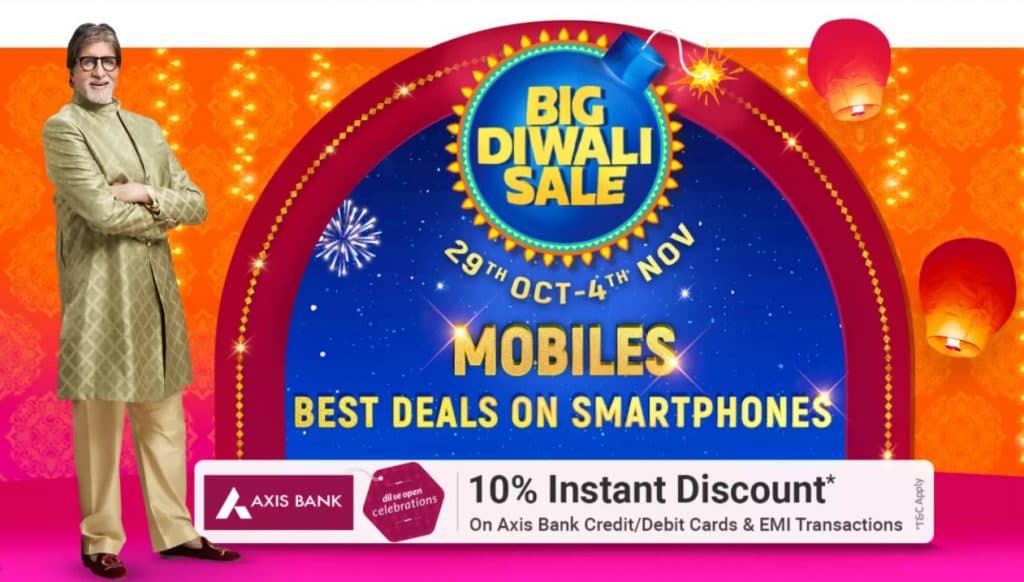 BIG
DIWALI
SALE
29TH OCT-4TH NOV.
MOBILES
BEST DEALS ON SMARTPHONES
AXIS BANK
dil se open
celebrations
10% Instant Discount*
On Axis Bank Credit/Debit Cards & EMI Transactions
*T&C Apply